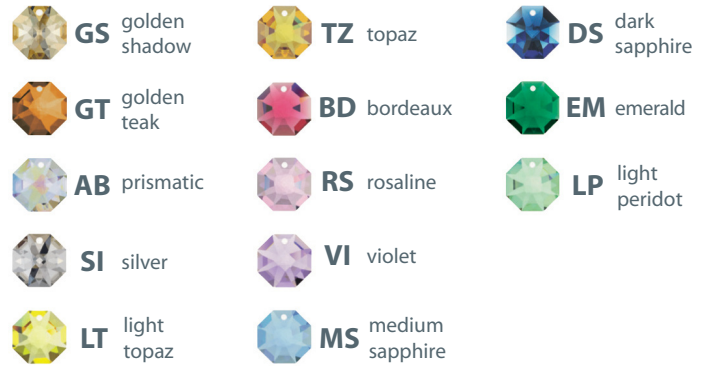 GS golden
shadow
GT golden
teak
AB prismatic
SI silver
LT light
topaz
TZ topaz
BD bordeaux
RS rosaline
VI violet
MS medium
sapphire
DS dark
sapphire
EM emerald
LP light
peridot